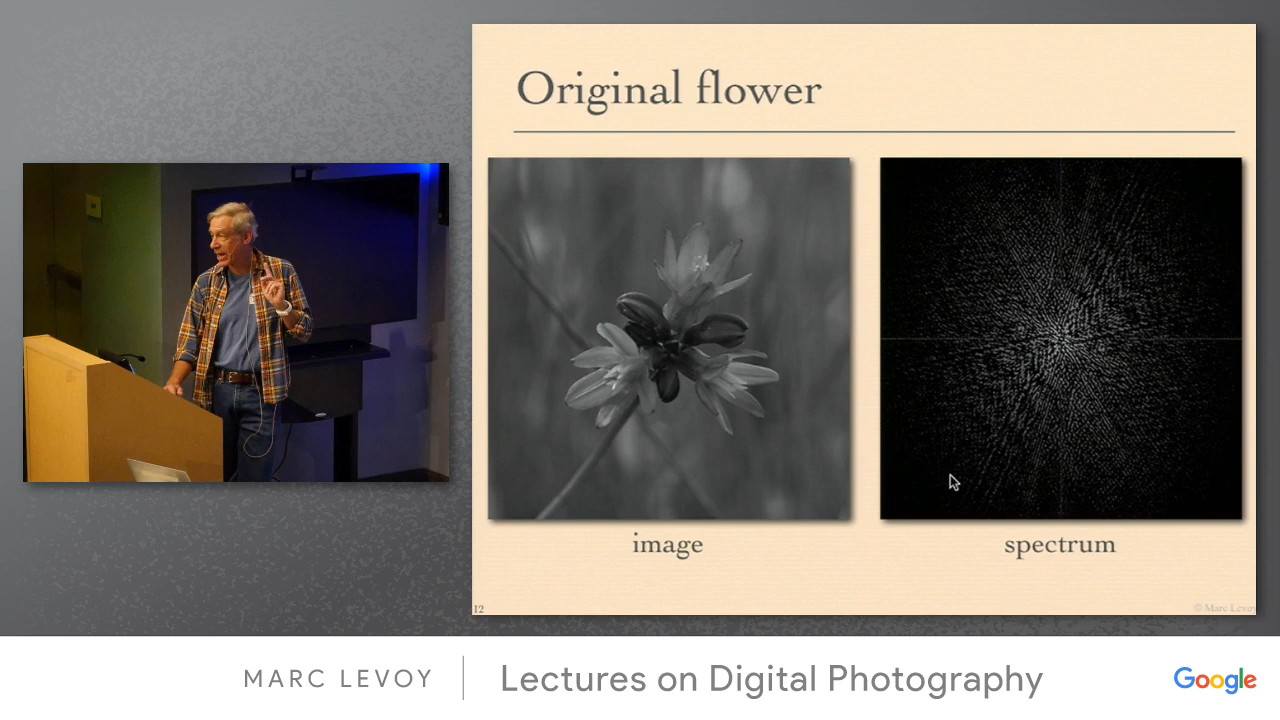 Original flower
image
spectrum
12
© Marc Levoy
MARC LEVOY
Lectures on Digital Photography
Google